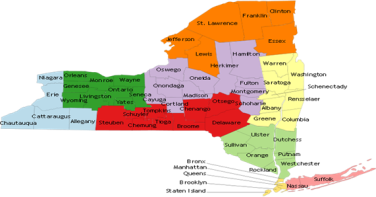 Clinton
Franklin
St. Lawrence
Jefferson
Essex
Lewis
Hamilton
Warren
Oswego
Herkimer
Washington
Niagara
Orleans
Monroe
Wayne
Oneida
Fulton
Saratoga
Schenectady
Genesee
Ontario
Onondaga
Madison
Montgomery
Rensselaer
Erie
Wyoming
Livingston
Seneca
Cayuga
Yates
Cortland
Otsego
Schoharie
Albany
Cattaraugus
Tompkins
Chenango
Schuyler
Greene
Columbia
Chautauqua
Allegany
Steuben
Chemung
Tioga
Broome
Delaware
Ulster
Dutchess
Sullivan
Orange
Putnam
Bronx
Rockland
Westchester
Manhattan
Queens
Suffolk
Brooklyn
Nassau
Staten Island